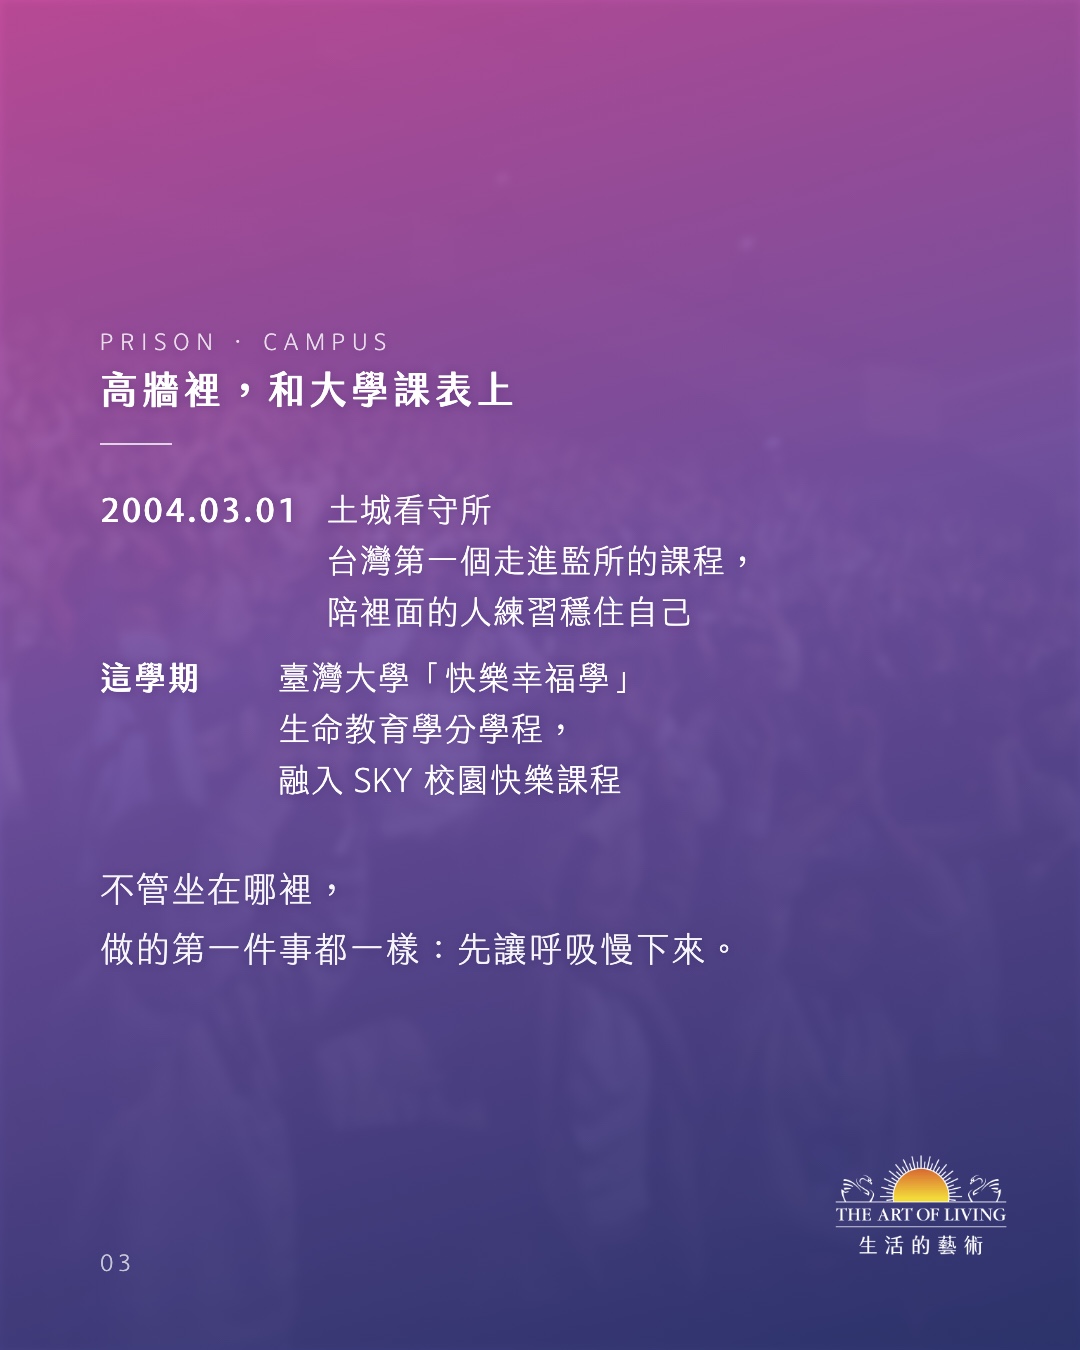 PRISON · CAMPUS
高牆裡，和大學課表上
2004.03.01 土城看守所
台灣第一個走進監所的課程，
陪裡面的人練習穩住自己
這學期 臺灣大學「快樂幸福學」
生命教育學分學程，
融入 SKY 校園快樂課程
不管坐在哪裡，
做的第一件事都一樣：先讓呼吸慢下來。
THE ART OF LIVING
生活的藝術
03